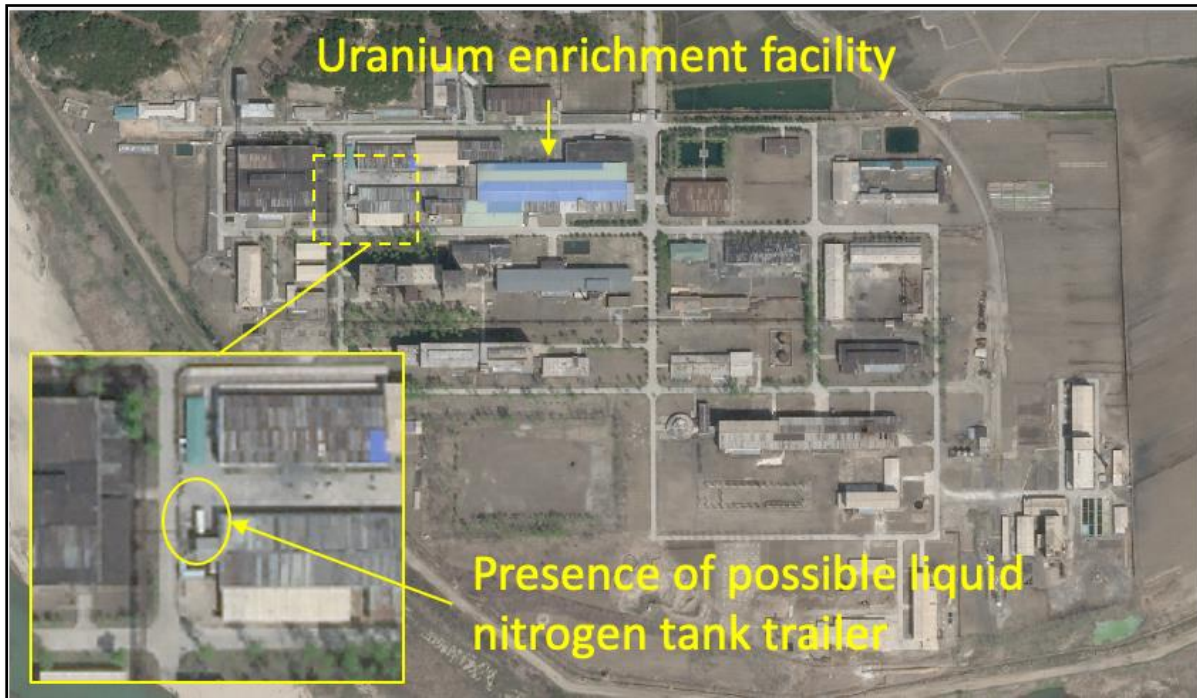 Uranium enrichment facility
Presence of possible liquid
nitrogen tank trailer